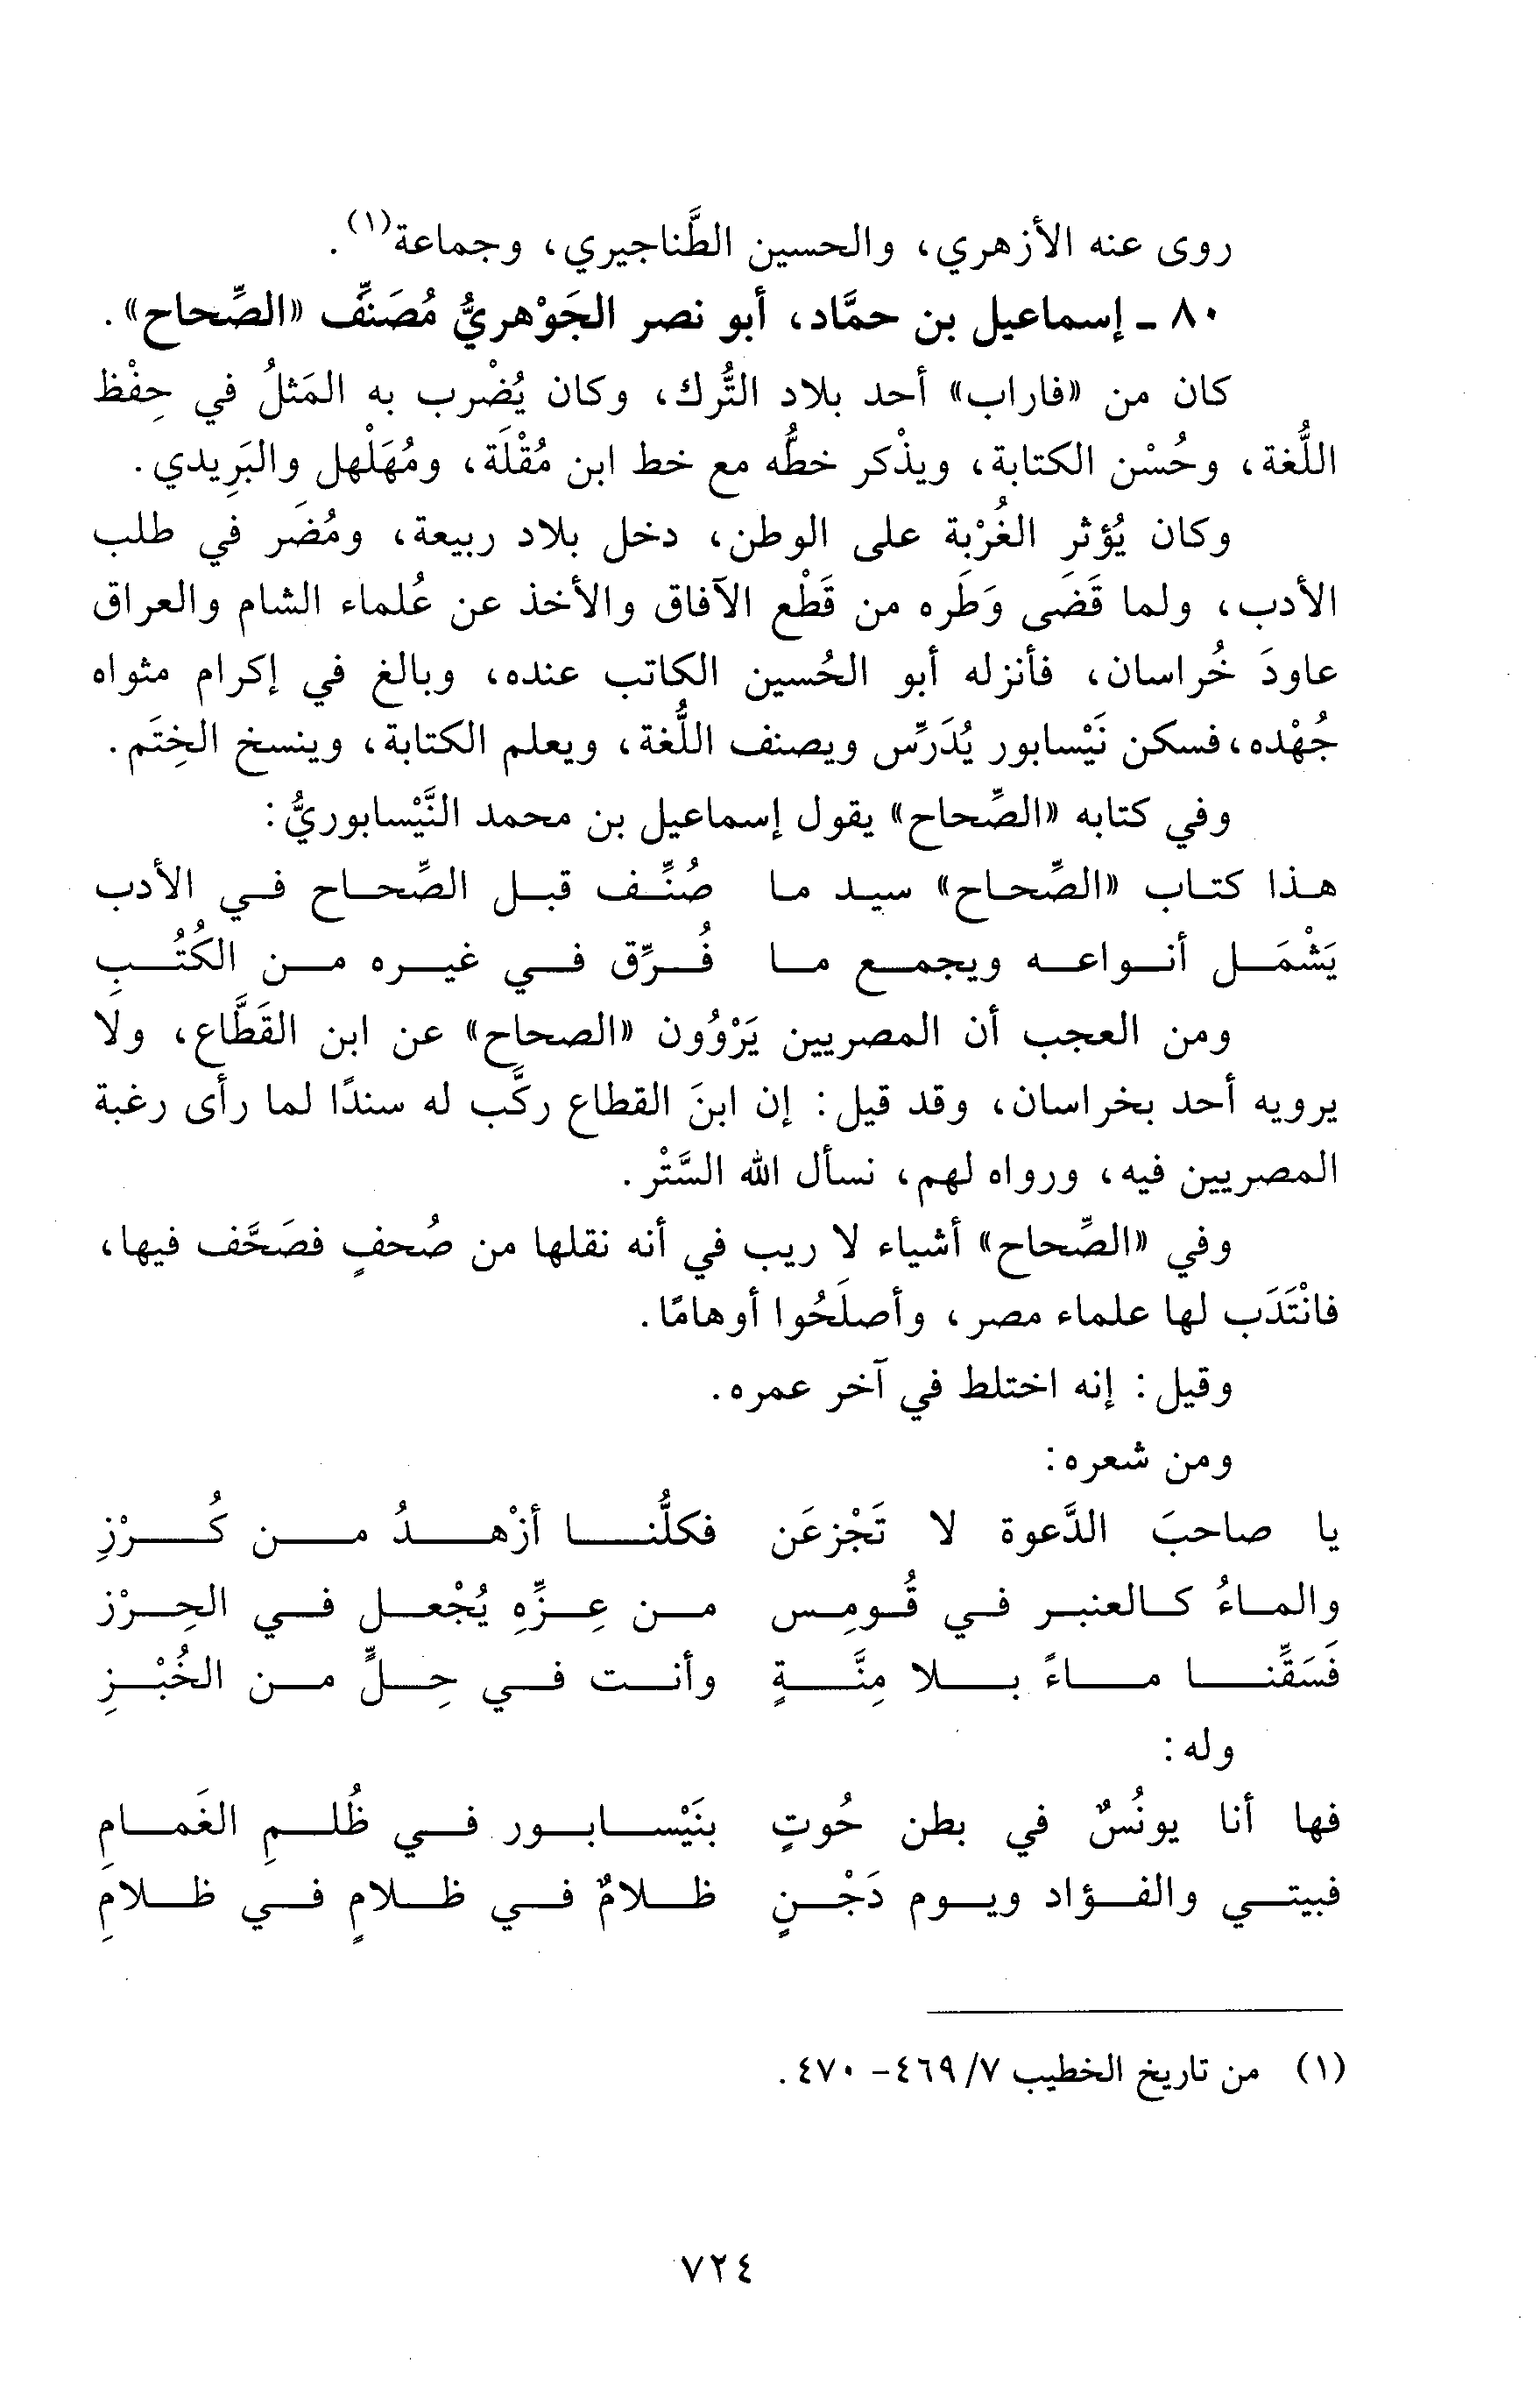 روى عنه الأزهري، والحسين الطَّناجيري، وجماعة(١).
٨٠ - إسماعيل بن حمَّاد، أبو نصر الجَوْهريُّ مُصَنِّف «الصِّحاح».
كان من «فاراب» أحد بلاد التُّرك، وكان يُضْرب به المَثلُ في حِفْظ
اللُّغة، وحُسْن الكتابة، ويذْكر خطُّه مع خط ابن مُقْلَة، ومُهَلْهل والبَرِيدي.
وكان يُؤثر الغُرْبة على الوطن، دخل بلاد ربيعة، ومُضَر في طلب
الأدب، ولما قَضَى وَطَره من قَطْع الآفاق والأخذ عن عُلماء الشام والعراق
عاودَ خُراسان، فأنزله أبو الحُسين الكاتب عنده، وبالغ في إكرام مثواه
جُهْده، فسكن نَيْسابور يُدَرِّس ويصنف اللُّغة، ويعلم الكتابة، وينسخ الخِتَم.
وفي كتابه «الصِّحاح» يقول إسماعيل بن محمد النَّيْسابوريُّ:
هذا كتاب «الصِّحاح» سيد ما صُنِّف قبل الصِّحاح في الأدب
يَشْمَل أنواعه ويجمع ما فُرِّق في غيره من الكُتُبِ
ومن العجب أن المصريين يَرْوُون «الصحاح» عن ابن القَطَّاع، ولا
يرويه أحد بخراسان، وقد قيل: إن ابنَ القطاع ركَّب له سندًا لما رأى رغبة
المصريين فيه، ورواه لهم، نسأل الله السَّتْر.
وفي «الصِّحاح» أشياء لا ريب في أنه نقلها من صُحفٍ فصَحَّف فيها،
فانْتَدَب لها علماء مصر، وأصلَحُوا أوهامًا.
وقيل: إنه اختلط في آخر عمره.
ومن شعره:
يا صاحبَ الدَّعوة لا تَجْزعَن فكلُّنا أزْهدُ من كُرْزِ
والماءُ كالعنبر في قُومِس من عِزِّهِ يُجْعل في الحِرْز
فَسَقِّنا ماءً بلا مِنَّةٍ وأنت في حِلٍّ من الخُبْزِ
وله:
فها أنا يونُسٌ في بطن حُوتٍ بنَيْسابور في ظُلمِ الغَمامِ
فبيتي والفؤاد ويوم دَجْنٍ ظلامٌ في ظلامٍ في ظلامِ
(١) من تاريخ الخطيب ٧/ ٤٦٩- ٤٧٠.
٧٢٤